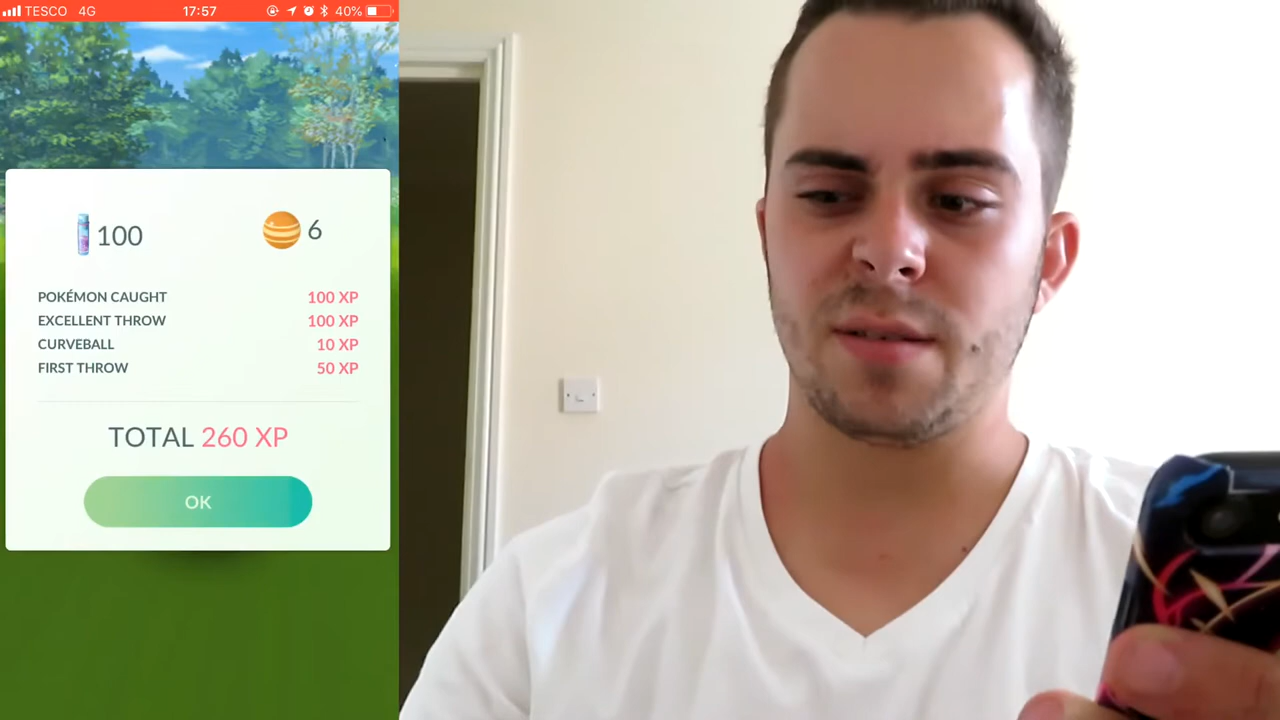 TESCO 4G 17:57 40%
100 6
POKÉMON CAUGHT 100 XP
EXCELLENT THROW 100 XP
CURVEBALL 10 XP
FIRST THROW 50 XP
TOTAL 260 XP
OK